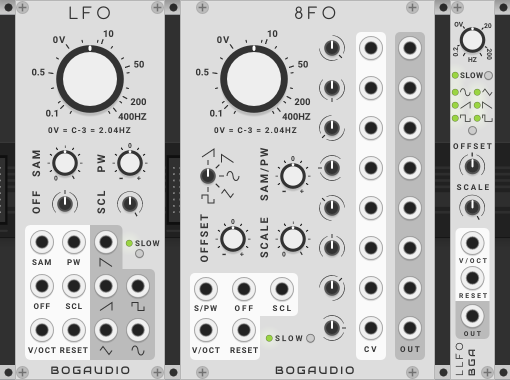 LFO
0V
10
0.5
50
0.1
200
400HZ
0V = C-3 = 2.04HZ
SAM
PW
0
0
-
+
OFF
SCL
SLOW
SAM
PW
OFF
SCL
V/OCT
RESET
BOGAUDIO
8FO
0V
10
0.5
50
0.1
200
400HZ
0V = C-3 = 2.04HZ
SAM/PW
0
-
+
OFFSET
0
-
+
SCALE
0
-
+
S/PW
OFF
SCL
V/OCT
RESET
SLOW
CV
OUT
BOGAUDIO
0V
20
0.2
200
HZ
SLOW
OFFSET
SCALE
V/OCT
RESET
OUT
LLFO
BGA